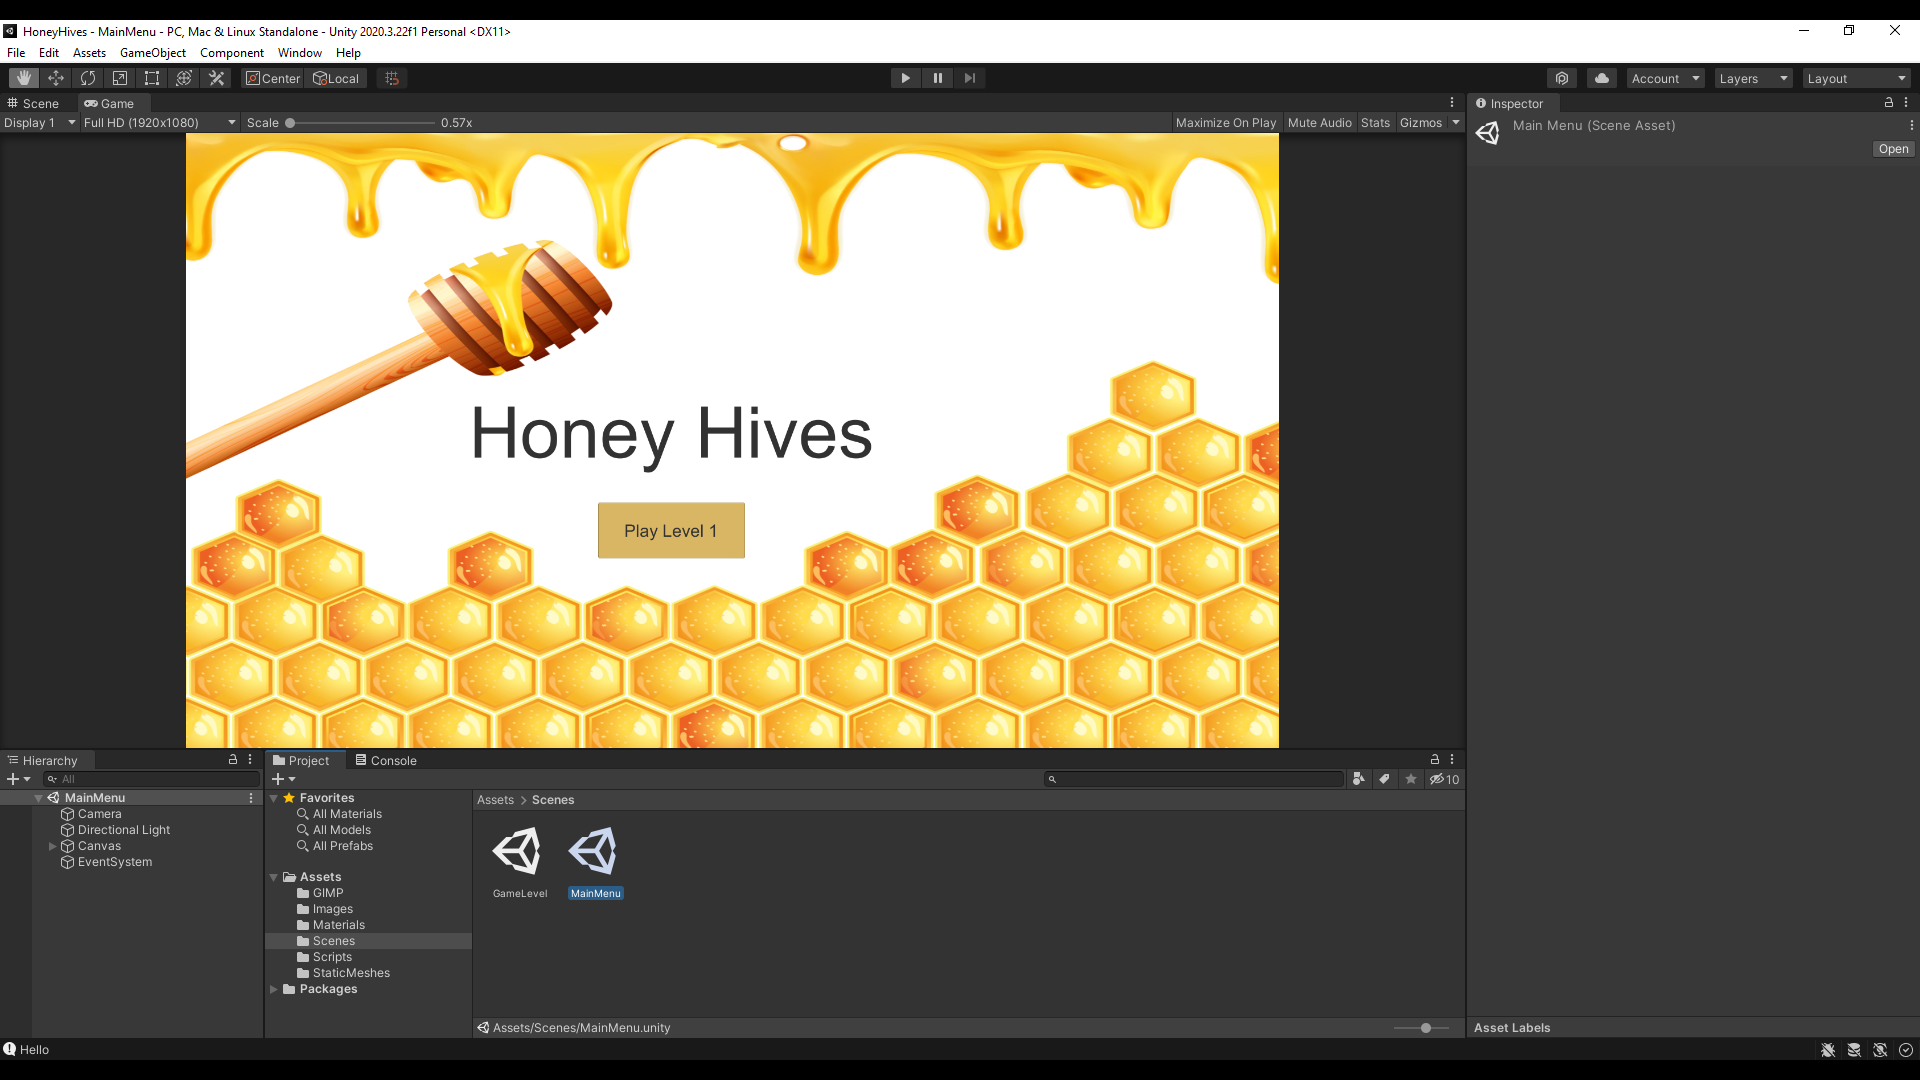 HoneyHives - MainMenu - PC, Mac & Linux Standalone - Unity 2020.3.22f1 Personal <DX11>
File Edit Assets GameObject Component Window Help
Center Local Account Layers Layout
Scene Game Inspector
Display 1 Full HD (1920x1080) Scale 0.57x Maximize On Play Mute Audio Stats Gizmos
Main Menu (Scene Asset)
Open
Honey Hives
Play Level 1
Hierarchy Project Console
All 10
MainMenu
Camera
Directional Light
Canvas
EventSystem
Favorites
All Materials
All Models
All Prefabs
Assets
GIMP
Images
Materials
Scenes
Scripts
StaticMeshes
Packages
Assets > Scenes
GameLevel MainMenu
Assets/Scenes/MainMenu.unity
Asset Labels
Hello